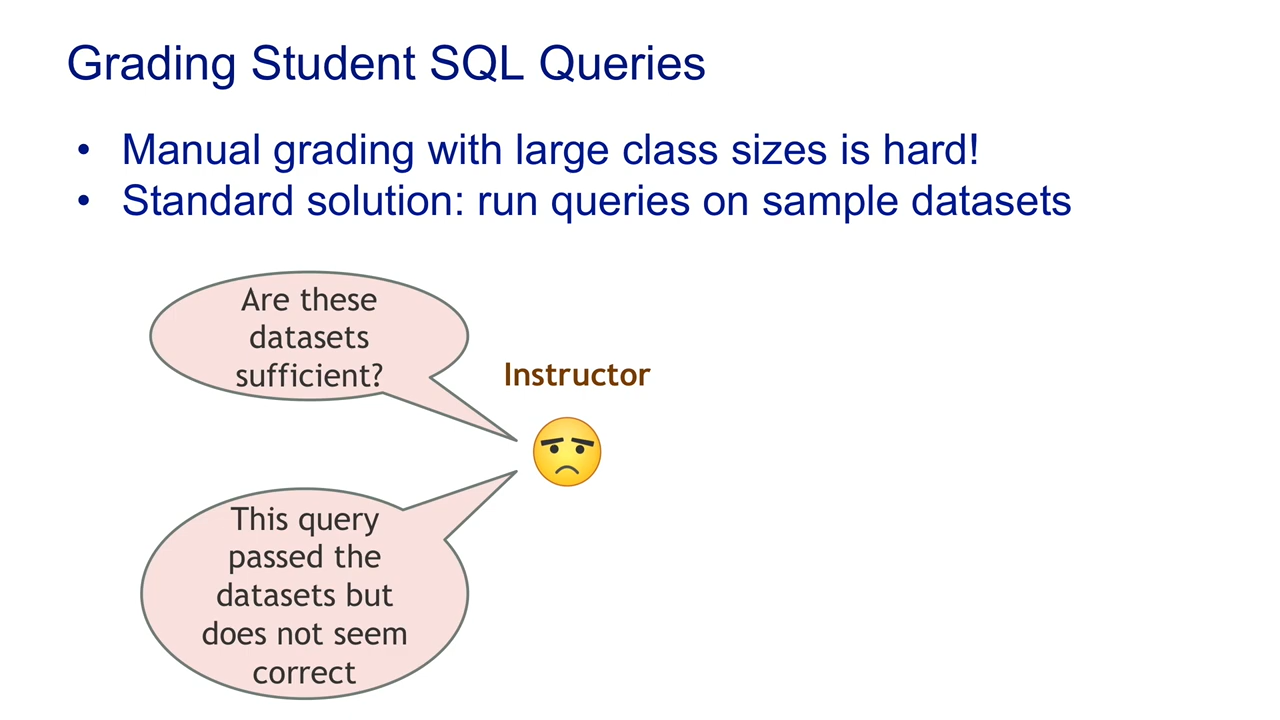 Grading Student SQL Queries
• Manual grading with large class sizes is hard!
• Standard solution: run queries on sample datasets
Are these
datasets
sufficient?
Instructor
This query
passed the
datasets but
does not seem
correct